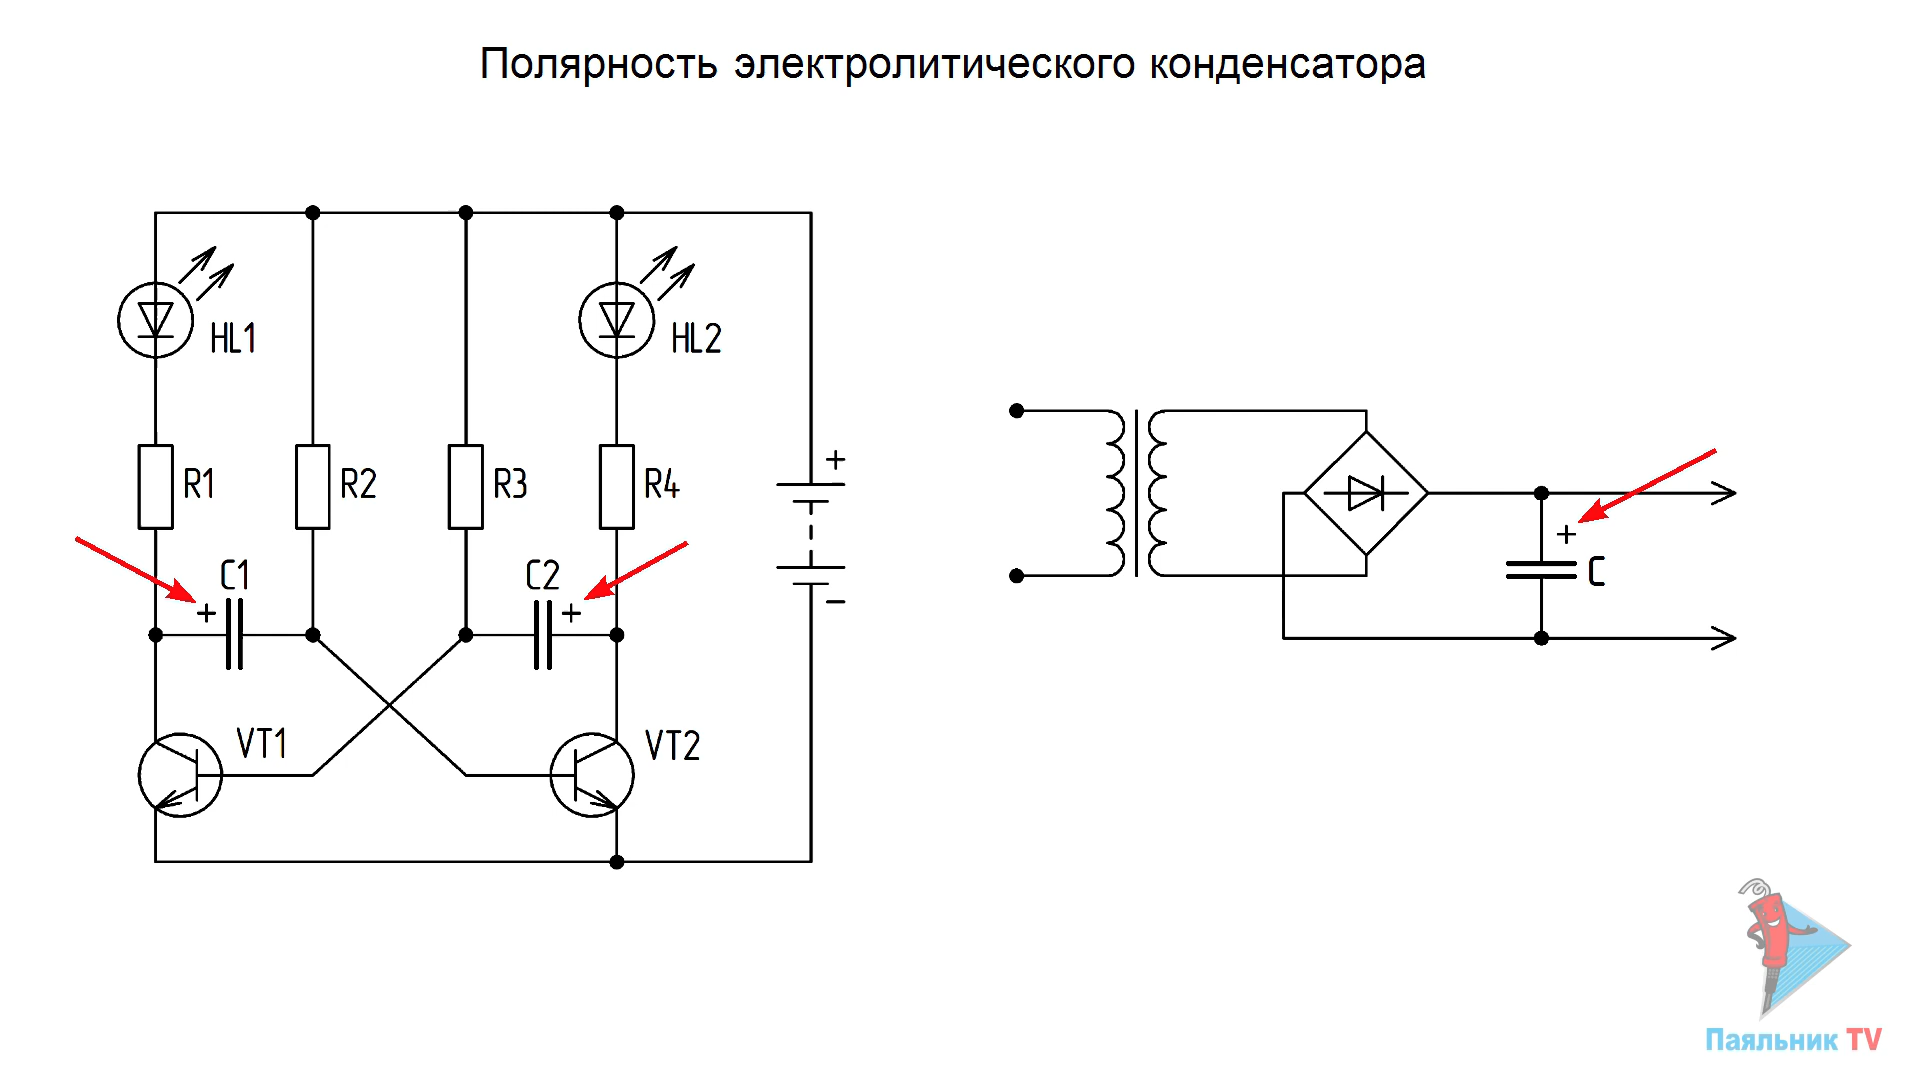 Полярность электролитического конденсатора
HL1
HL2
R1
R2
R3
R4
+
C1
C2
+
+
+
C
−
VT1
VT2
Паяльник TV